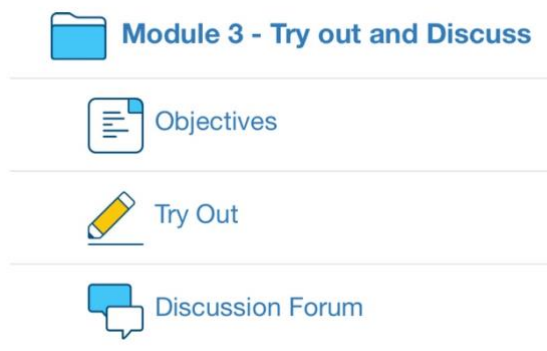 Module 3 - Try out and Discuss
Objectives
Try Out
Discussion Forum